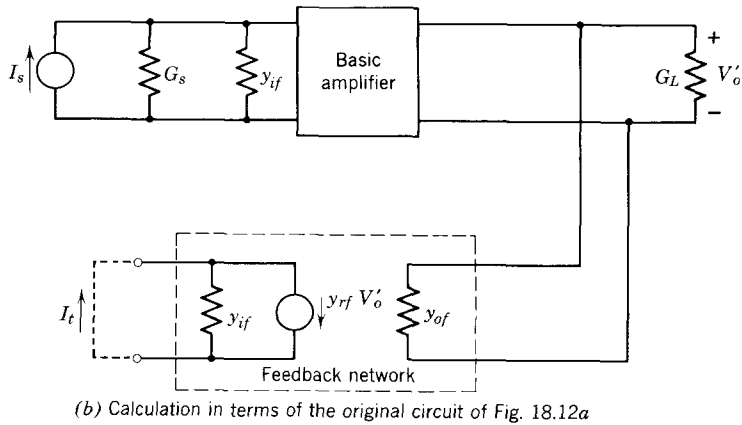 I_s
G_s
y_if
Basic
amplifier
+
G_L
V'_o
−
I_t
y_if
y_rf V'_o
y_of
Feedback network
(b) Calculation in terms of the original circuit of Fig. 18.12a